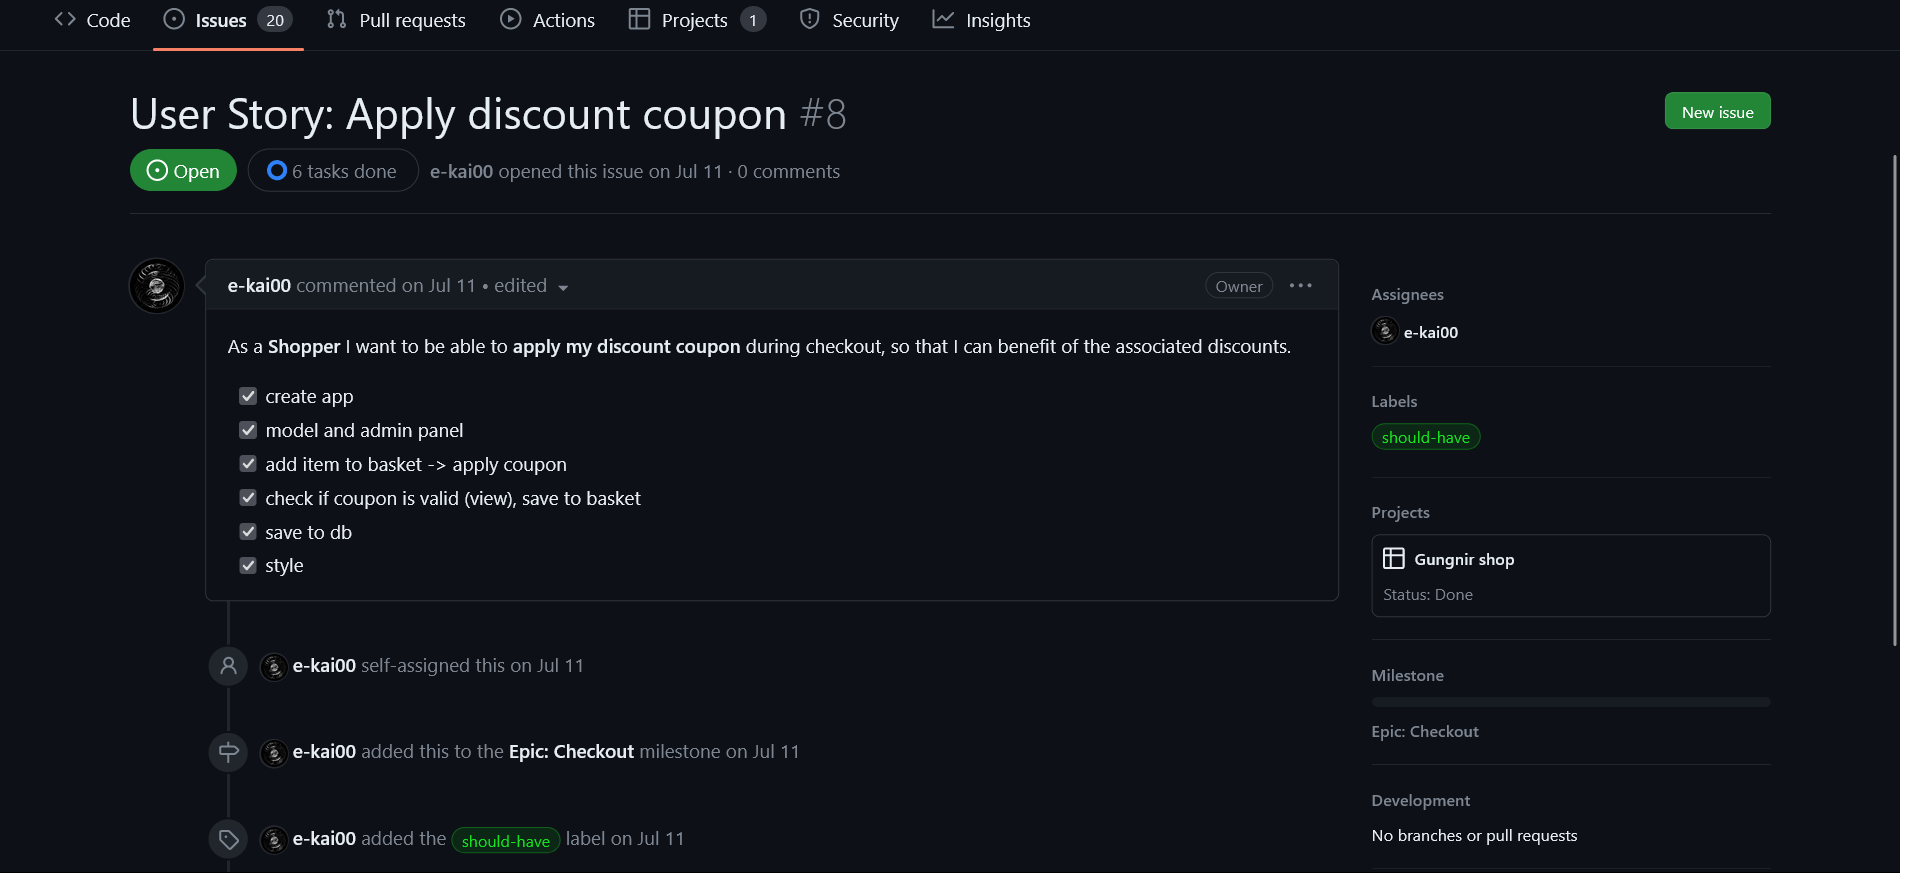 Code Issues 20 Pull requests Actions Projects 1 Security Insights
User Story: Apply discount coupon #8
New issue
Open 6 tasks done e-kai00 opened this issue on Jul 11 · 0 comments
e-kai00 commented on Jul 11 • edited
Owner
As a Shopper I want to be able to apply my discount coupon during checkout, so that I can benefit of the associated discounts.
create app
model and admin panel
add item to basket -> apply coupon
check if coupon is valid (view), save to basket
save to db
style
e-kai00 self-assigned this on Jul 11
e-kai00 added this to the Epic: Checkout milestone on Jul 11
e-kai00 added the should-have label on Jul 11
Assignees
e-kai00
Labels
should-have
Projects
Gungnir shop
Status: Done
Milestone
Epic: Checkout
Development
No branches or pull requests